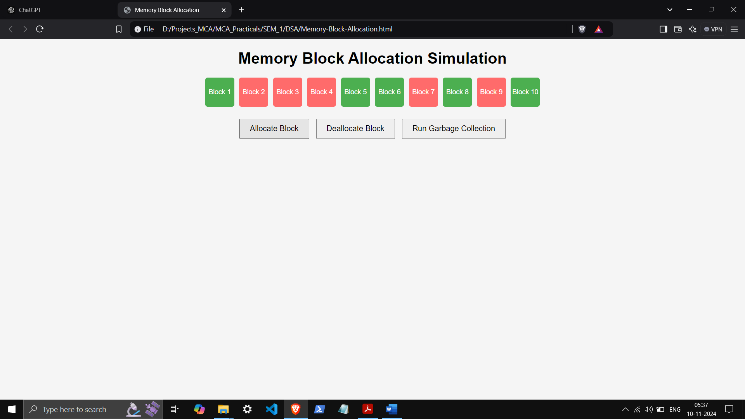 ChatGPT
Memory Block Allocation
File D:/Projects_MCA/MCA_Practicals/SEM_1/DSA/Memory-Block-Allocation.html
VPN
Memory Block Allocation Simulation
Block 1 Block 2 Block 3 Block 4 Block 5 Block 6 Block 7 Block 8 Block 9 Block 10
Allocate Block Deallocate Block Run Garbage Collection
Type here to search
ENG
05:37
10-11-2024